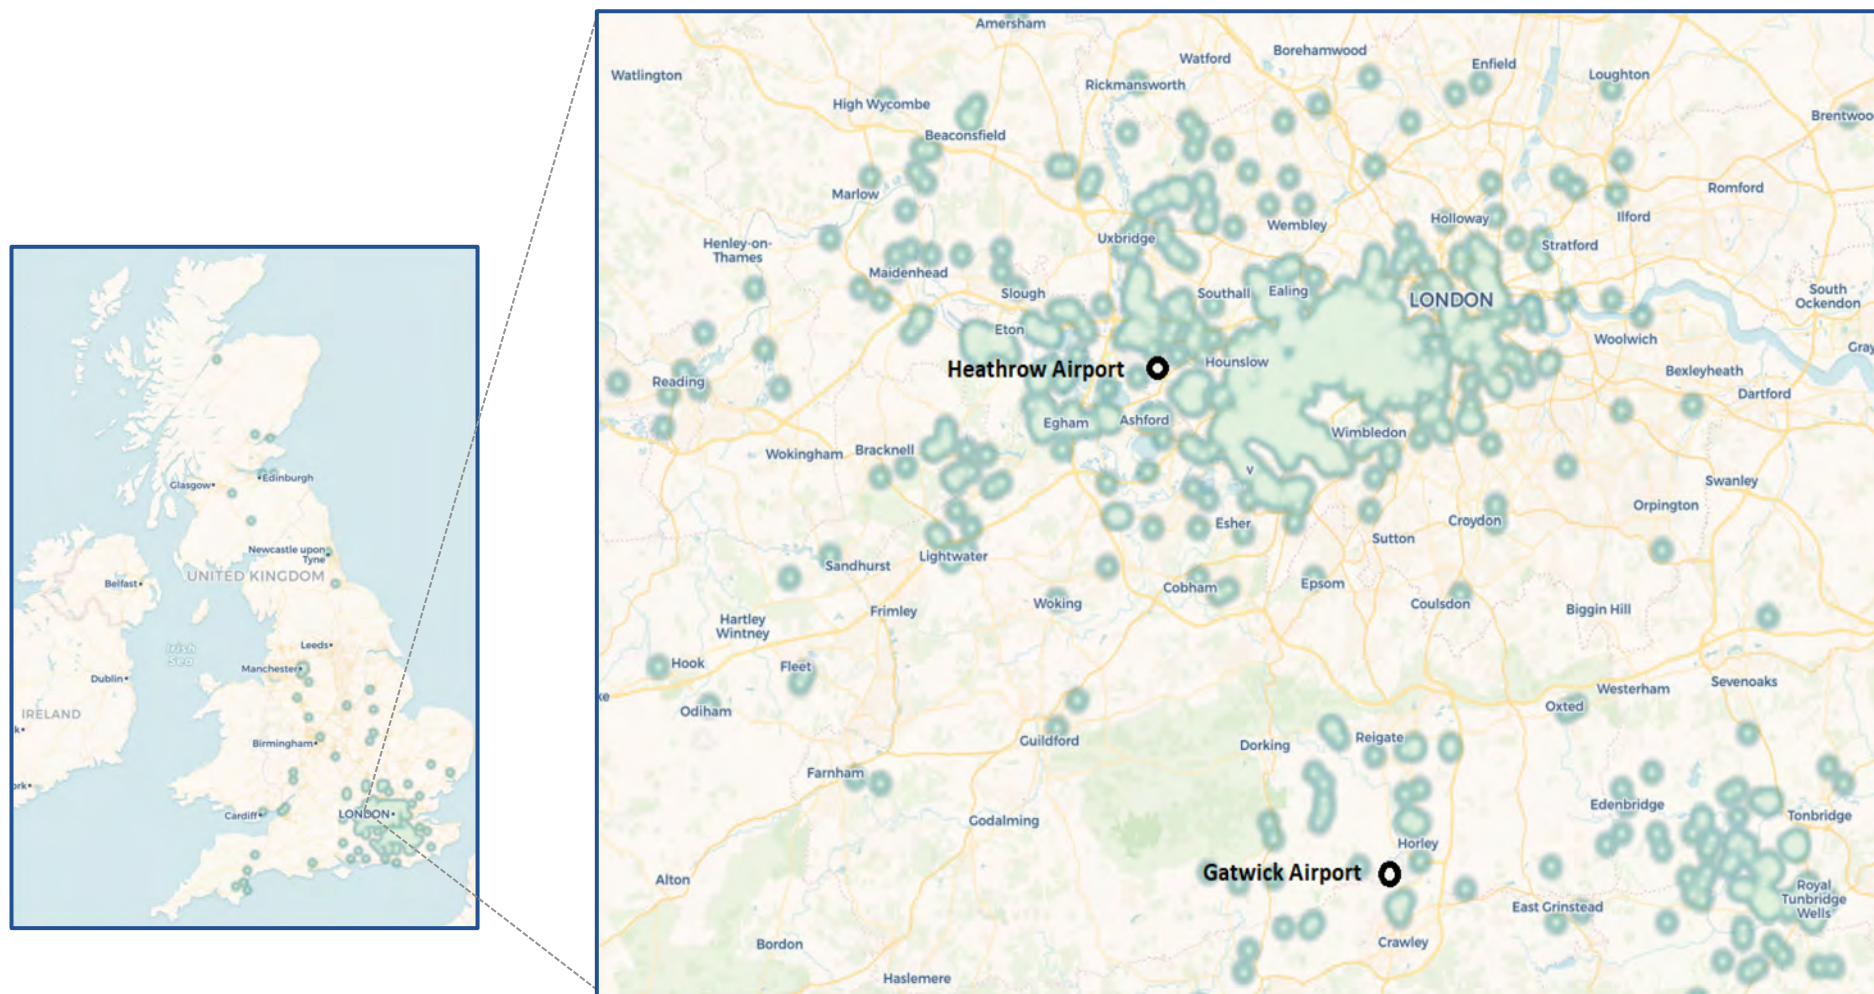 Glasgow
Edinburgh
Newcastle upon
Tyne
UNITED KINGDOM
Belfast
Irish
Sea
Leeds
Manchester
Dublin
IRELAND
k
Birmingham
ork
Cardiff
LONDON
Amersham
Watlington
Watford
Borehamwood
Enfield
Loughton
Rickmansworth
High Wycombe
Brentwoo
Beaconsfield
Marlow
Romford
Holloway
Ilford
Wembley
Henley-on-
Thames
Uxbridge
Stratford
Maidenhead
Slough
Southall
Ealing
LONDON
South
Ockendon
Eton
Woolwich
Gray
Heathrow Airport
Hounslow
Reading
Bexleyheath
Dartford
Egham
Ashford
Wimbledon
Wokingham
Bracknell
v
Swanley
Orpington
Esher
Croydon
Sutton
Lightwater
Sandhurst
Cobham
Epsom
Woking
Coulsdon
Biggin Hill
Frimley
Hartley
Wintney
Hook
Fleet
Westerham
Sevenoaks
ke
Odiham
Oxted
Guildford
Dorking
Reigate
Farnham
Edenbridge
Tonbridge
Godalming
Horley
Gatwick Airport
Alton
Royal
Tunbridge
Wells
East Grinstead
Bordon
Crawley
Haslemere